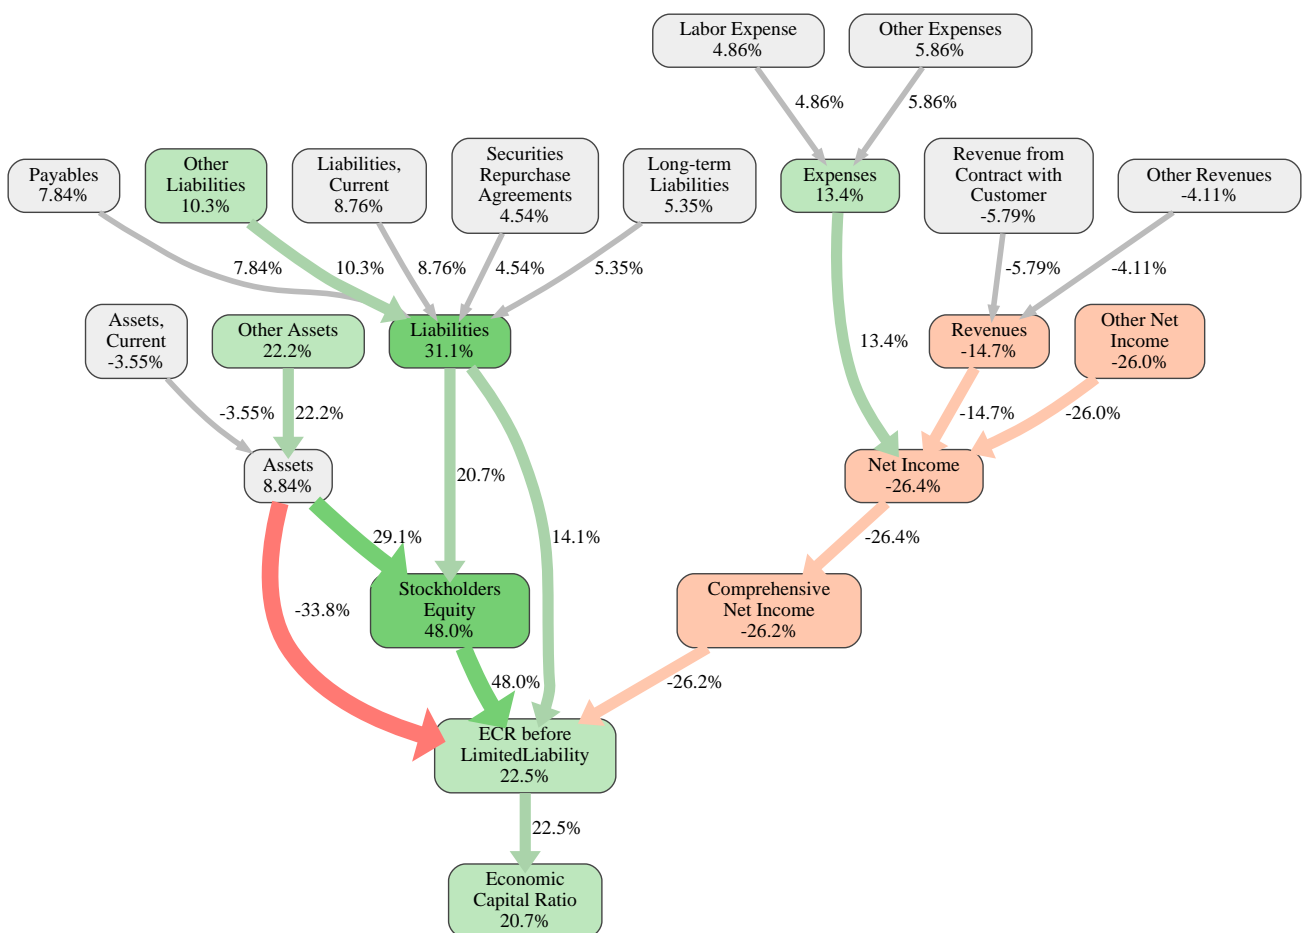 Labor Expense
4.86%
Other Expenses
5.86%
4.86%
5.86%
Payables
7.84%
Other
Liabilities
10.3%
Liabilities,
Current
8.76%
Securities
Repurchase
Agreements
4.54%
Long-term
Liabilities
5.35%
Expenses
13.4%
Revenue from
Contract with
Customer
-5.79%
Other Revenues
-4.11%
7.84%
10.3%
8.76%
4.54%
5.35%
-5.79%
-4.11%
Assets,
Current
-3.55%
Other Assets
22.2%
Liabilities
31.1%
13.4%
Revenues
-14.7%
Other Net
Income
-26.0%
-3.55%
22.2%
-14.7%
-26.0%
Assets
8.84%
20.7%
Net Income
-26.4%
29.1%
14.1%
-26.4%
-33.8%
Stockholders
Equity
48.0%
Comprehensive
Net Income
-26.2%
48.0%
-26.2%
ECR before
LimitedLiability
22.5%
22.5%
Economic
Capital Ratio
20.7%